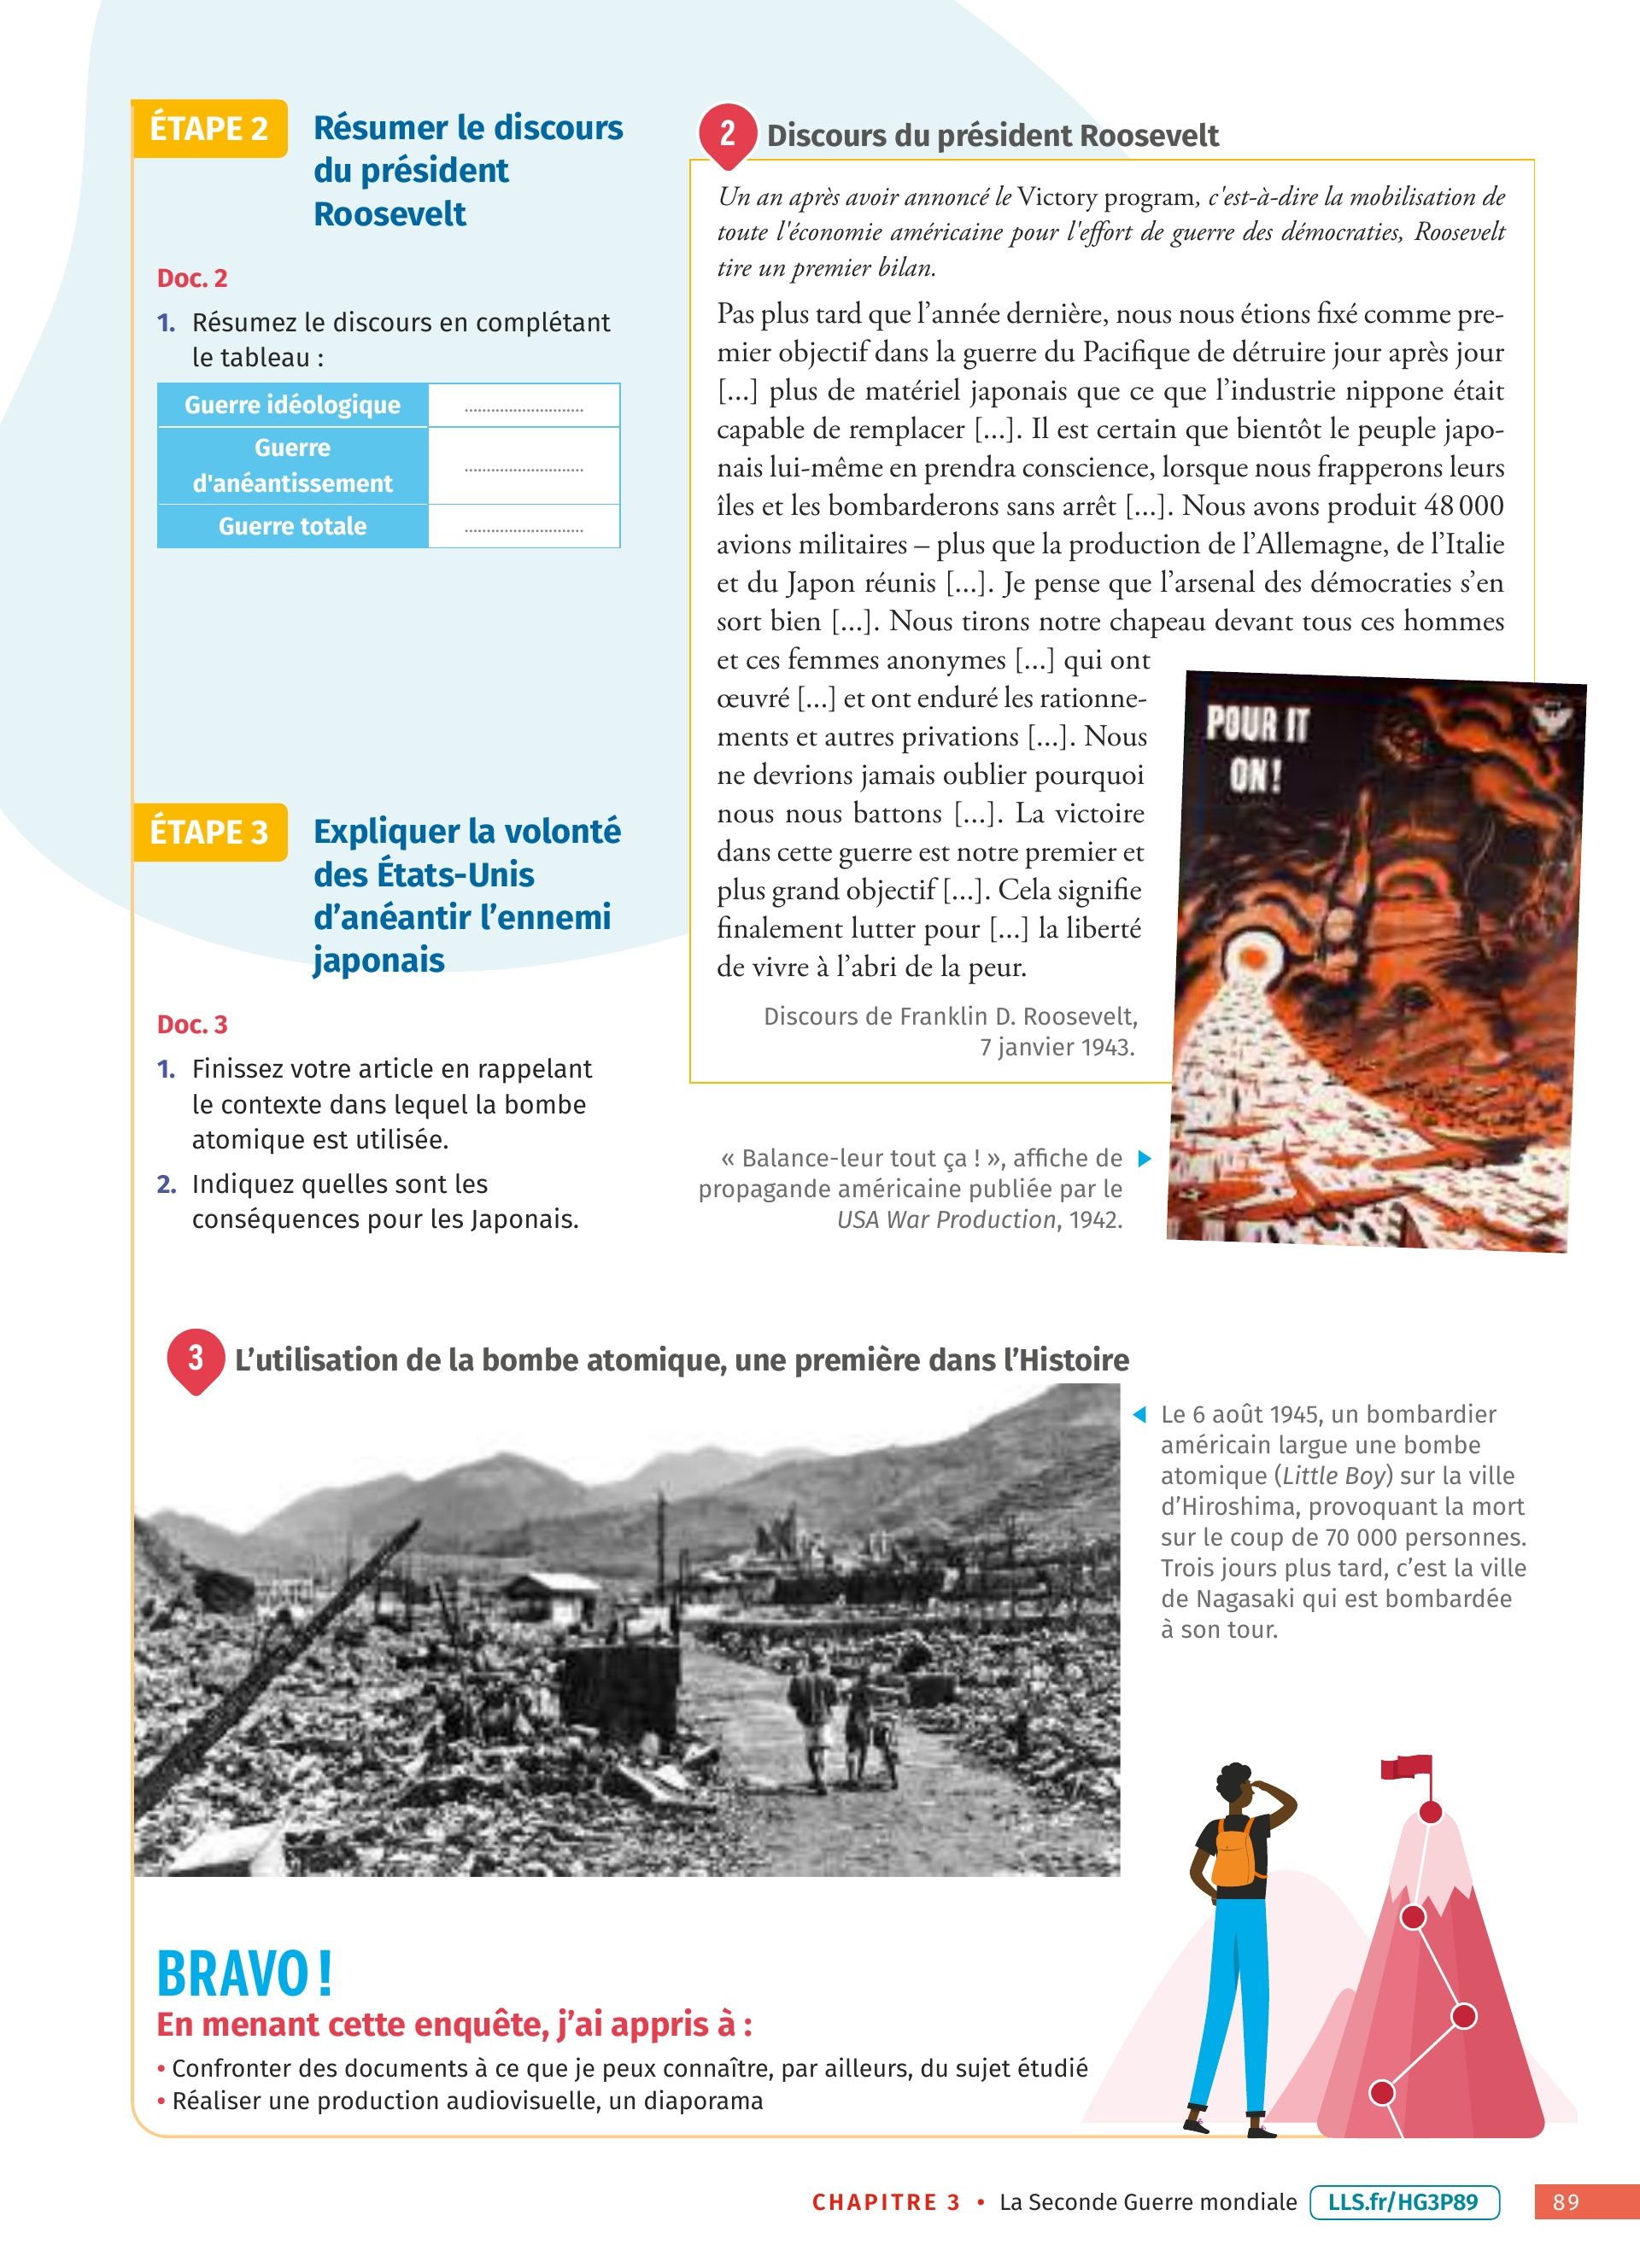 ÉTAPE 2
Résumer le discours
du président
Roosevelt
Doc. 2
1. Résumez le discours en complétant
le tableau :
Guerre idéologique ..........................
Guerre
d'anéantissement ..........................
Guerre totale ..........................
ÉTAPE 3
Expliquer la volonté
des États-Unis
d’anéantir l’ennemi
japonais
Doc. 3
1. Finissez votre article en rappelant
le contexte dans lequel la bombe
atomique est utilisée.
2. Indiquez quelles sont les
conséquences pour les Japonais.
2 Discours du président Roosevelt
Un an après avoir annoncé le Victory program, c'est-à-dire la mobilisation de
toute l'économie américaine pour l'effort de guerre des démocraties, Roosevelt
tire un premier bilan.
Pas plus tard que l’année dernière, nous nous étions fixé comme pre-
mier objectif dans la guerre du Pacifique de détruire jour après jour
[...] plus de matériel japonais que ce que l’industrie nippone était
capable de remplacer [...]. Il est certain que bientôt le peuple japo-
nais lui-même en prendra conscience, lorsque nous frapperons leurs
îles et les bombarderons sans arrêt [...]. Nous avons produit 48 000
avions militaires – plus que la production de l’Allemagne, de l’Italie
et du Japon réunis [...]. Je pense que l’arsenal des démocraties s’en
sort bien [...]. Nous tirons notre chapeau devant tous ces hommes
et ces femmes anonymes [...] qui ont
œuvré [...] et ont enduré les rationne-
ments et autres privations [...]. Nous
ne devrions jamais oublier pourquoi
nous nous battons [...]. La victoire
dans cette guerre est notre premier et
plus grand objectif [...]. Cela signifie
finalement lutter pour [...] la liberté
de vivre à l’abri de la peur.
Discours de Franklin D. Roosevelt,
7 janvier 1943.
POUR IT
ON!
« Balance-leur tout ça ! », affiche de
propagande américaine publiée par le
USA War Production, 1942.
3 L’utilisation de la bombe atomique, une première dans l’Histoire
Le 6 août 1945, un bombardier
américain largue une bombe
atomique (Little Boy) sur la ville
d’Hiroshima, provoquant la mort
sur le coup de 70 000 personnes.
Trois jours plus tard, c’est la ville
de Nagasaki qui est bombardée
à son tour.
BRAVO !
En menant cette enquête, j’ai appris à :
• Confronter des documents à ce que je peux connaître, par ailleurs, du sujet étudié
• Réaliser une production audiovisuelle, un diaporama
CHAPITRE 3 • La Seconde Guerre mondiale LLS.fr/HG3P89 89